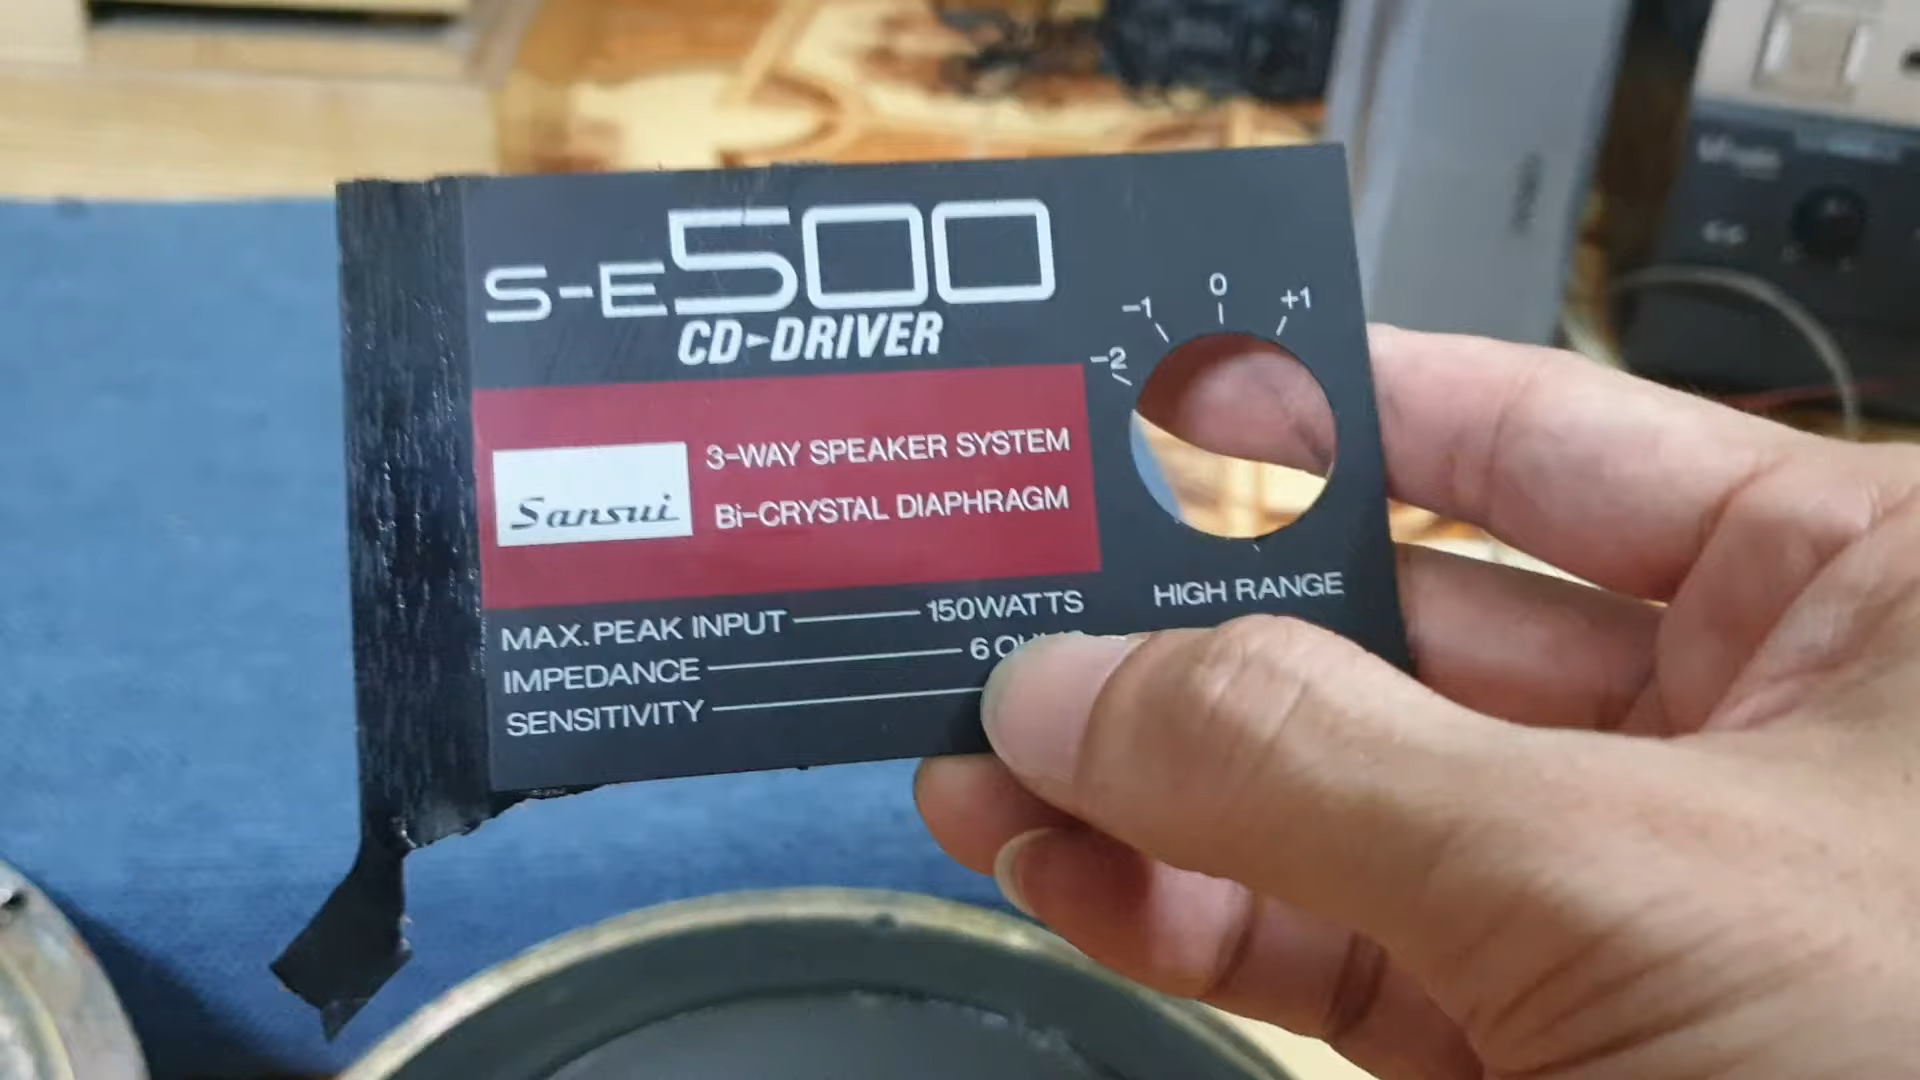 S-E500
CD-DRIVER
Sansui
3-WAY SPEAKER SYSTEM
Bi-CRYSTAL DIAPHRAGM
MAX. PEAK INPUT 150WATTS
IMPEDANCE 6
SENSITIVITY
-2 -1 0 +1
HIGH RANGE